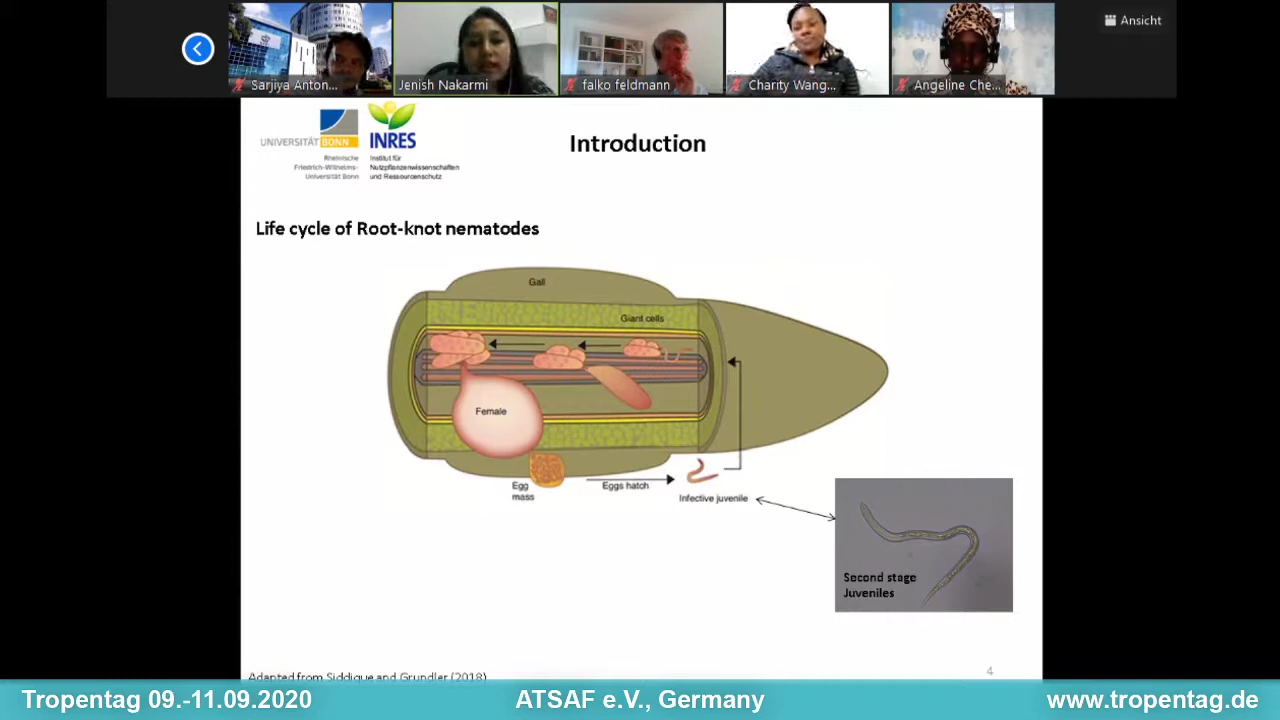 Ansicht
Sarjiya Anton...
Jenish Nakarmi
falko feldmann
Charity Wang...
Angeline Che...
UNIVERSITÄT BONN
Rheinische
Friedrich-Wilhelms-
Universität Bonn
INRES
Institut für
Nutzpflanzenwissenschaften
und Ressourcenschutz
Introduction
Life cycle of Root-knot nematodes
Gall
Giant cells
Female
Egg
mass
Eggs hatch
Infective juvenile
Second stage
Juveniles
Adapted from Siddique and Grundler (2018)
4
Tropentag 09.-11.09.2020
ATSAF e.V., Germany
www.tropentag.de